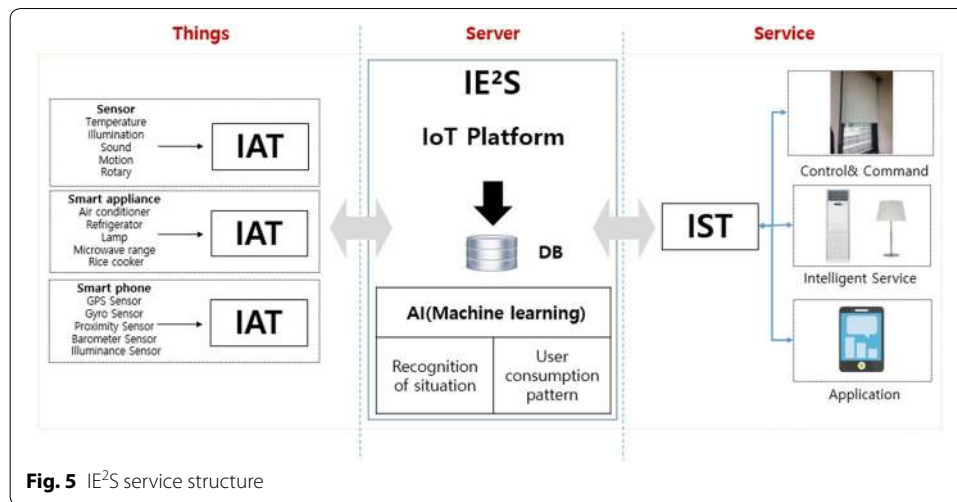 Things
Server
Service
Sensor
Temperature
Illumination
Sound
Motion
Rotary
IAT
Smart appliance
Air conditioner
Refrigerator
Lamp
Microwave range
Rice cooker
IAT
Smart phone
GPS Sensor
Gyro Sensor
Proximity Sensor
Barometer Sensor
Illuminance Sensor
IAT
IE²S
IoT Platform
DB
AI(Machine learning)
Recognition
of situation
User
consumption
pattern
IST
Control& Command
Intelligent Service
Application
Fig. 5 IE²S service structure